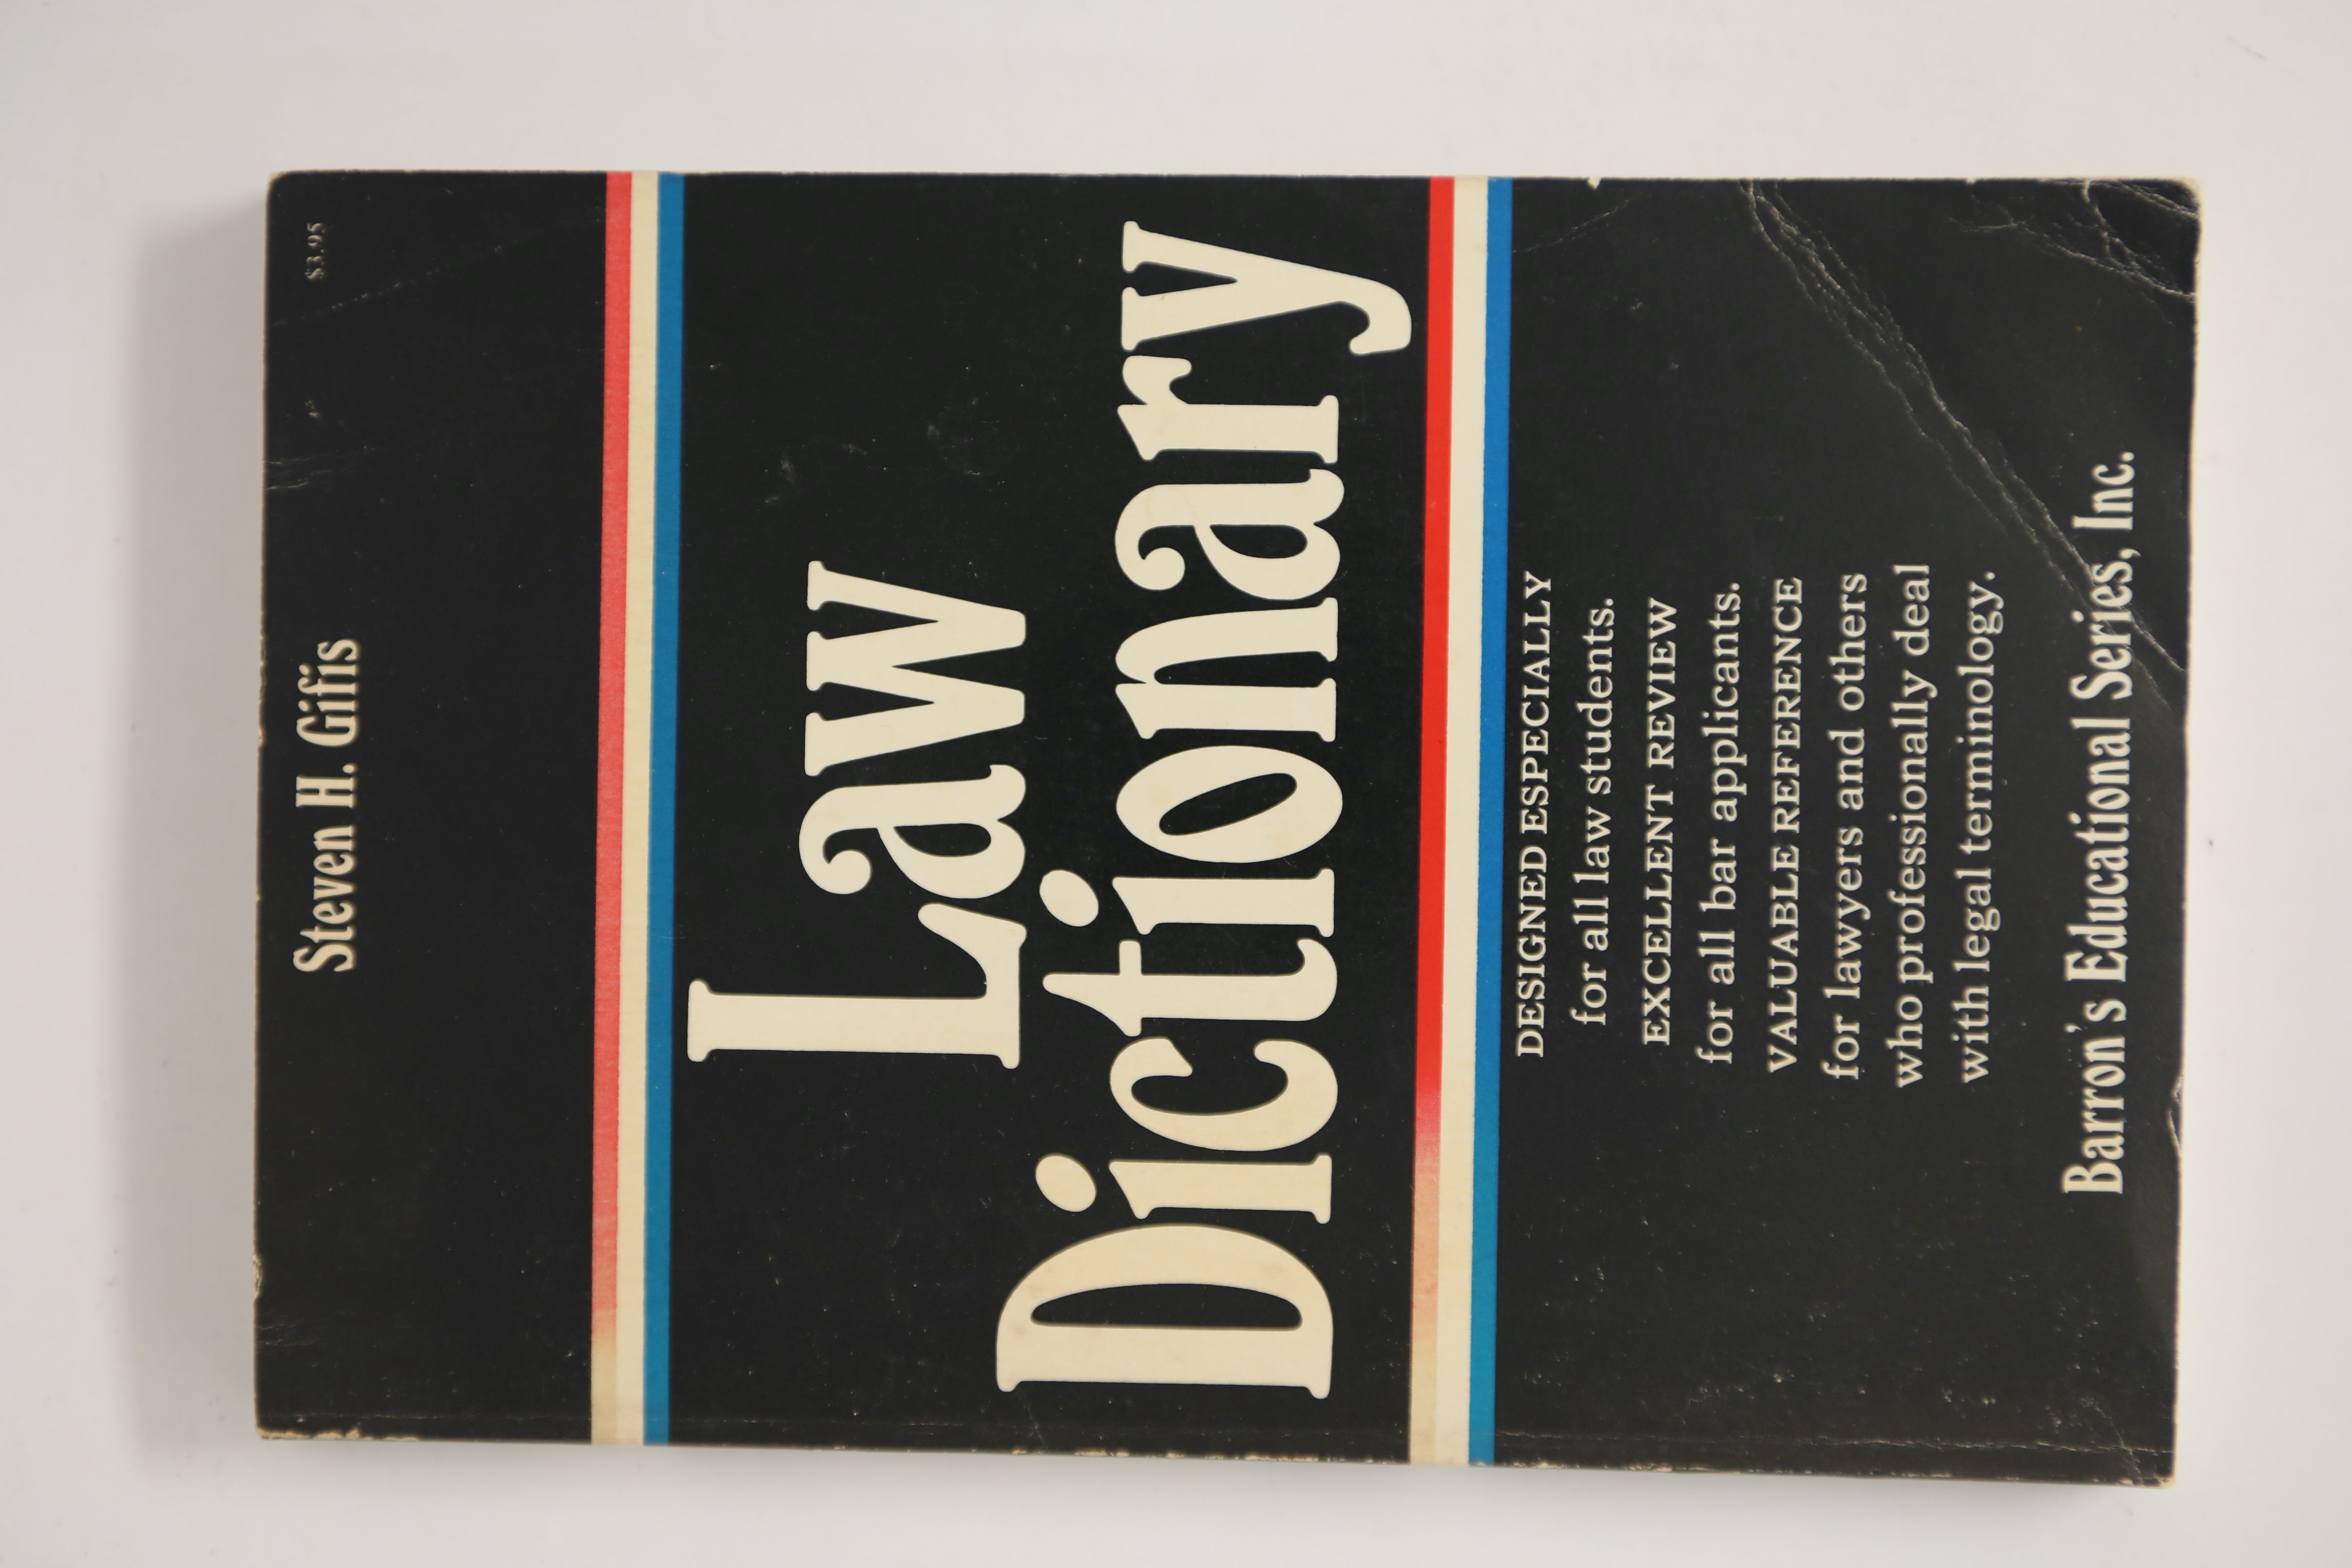 $3.95
Steven H. Gifis
Law
Dictionary
DESIGNED ESPECIALLY
for all law students.
EXCELLENT REVIEW
for all bar applicants.
VALUABLE REFERENCE
for lawyers and others
who professionally deal
with legal terminology.
Barron's Educational Series, Inc.